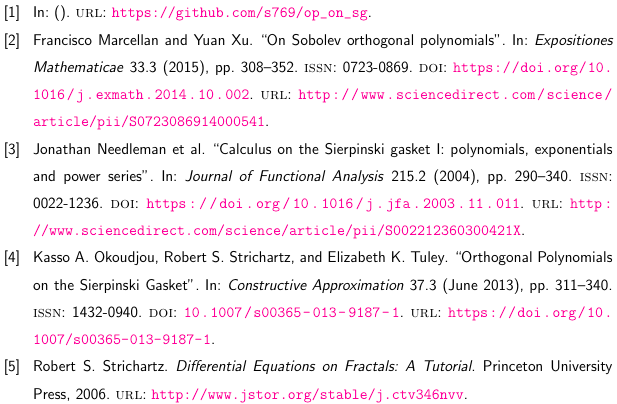 [1] In: (). URL: https://github.com/s769/op_on_sg.
[2] Francisco Marcellan and Yuan Xu. “On Sobolev orthogonal polynomials”. In: Expositiones
Mathematicae 33.3 (2015), pp. 308–352. ISSN: 0723-0869. DOI: https://doi.org/10.
1016/j.exmath.2014.10.002. URL: http://www.sciencedirect.com/science/
article/pii/S0723086914000541.
[3] Jonathan Needleman et al. “Calculus on the Sierpinski gasket I: polynomials, exponentials
and power series”. In: Journal of Functional Analysis 215.2 (2004), pp. 290–340. ISSN:
0022-1236. DOI: https://doi.org/10.1016/j.jfa.2003.11.011. URL: http:
//www.sciencedirect.com/science/article/pii/S002212360300421X.
[4] Kasso A. Okoudjou, Robert S. Strichartz, and Elizabeth K. Tuley. “Orthogonal Polynomials
on the Sierpinski Gasket”. In: Constructive Approximation 37.3 (June 2013), pp. 311–340.
ISSN: 1432-0940. DOI: 10.1007/s00365-013-9187-1. URL: https://doi.org/10.
1007/s00365-013-9187-1.
[5] Robert S. Strichartz. Differential Equations on Fractals: A Tutorial. Princeton University
Press, 2006. URL: http://www.jstor.org/stable/j.ctv346nvv.